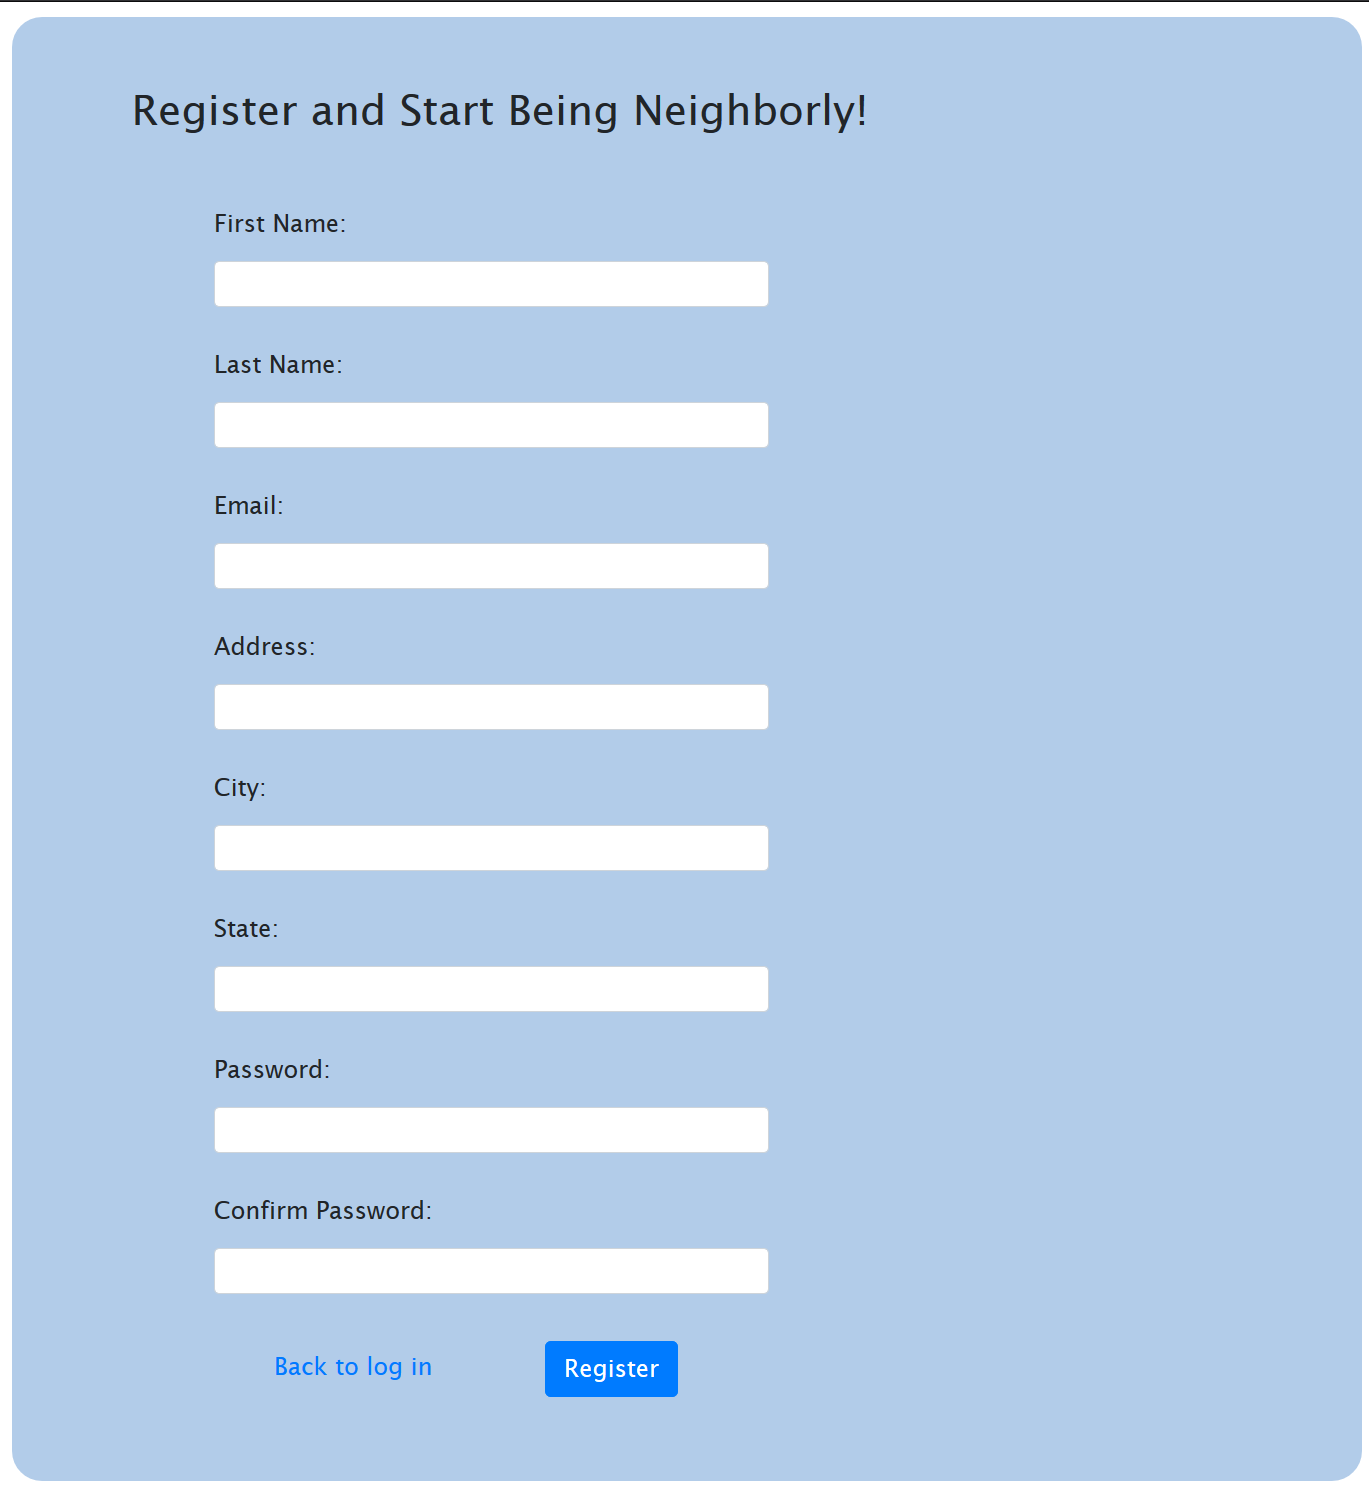 Register and Start Being Neighborly!
First Name:
Last Name:
Email:
Address:
City:
State:
Password:
Confirm Password:
Back to log in
Register